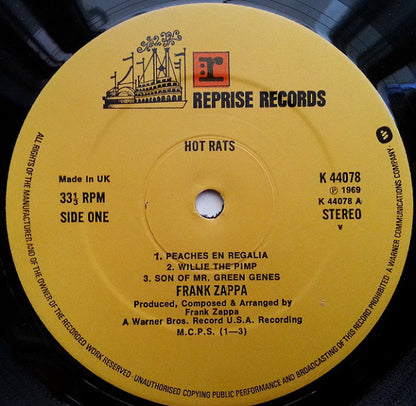 r:
REPRISE RECORDS
HOT RATS
Made in UK
33⅓ RPM
SIDE ONE
K 44078
Ⓟ 1969
K 44078 A
STEREO
v
1. PEACHES EN REGALIA
2. WILLIE THE PIMP
3. SON OF MR. GREEN GENES
FRANK ZAPPA
Produced, Composed & Arranged by
Frank Zappa
A Warner Bros. Record U.S.A. Recording
M.C.P.S. (1—3)
ALL RIGHTS OF THE MANUFACTURER AND OF THE OWNER OF THE RECORDED WORK RESERVED · UNAUTHORISED COPYING PUBLIC PERFORMANCE AND BROADCASTING OF THIS RECORD PROHIBITED · A WARNER COMMUNICATIONS COMPANY ·